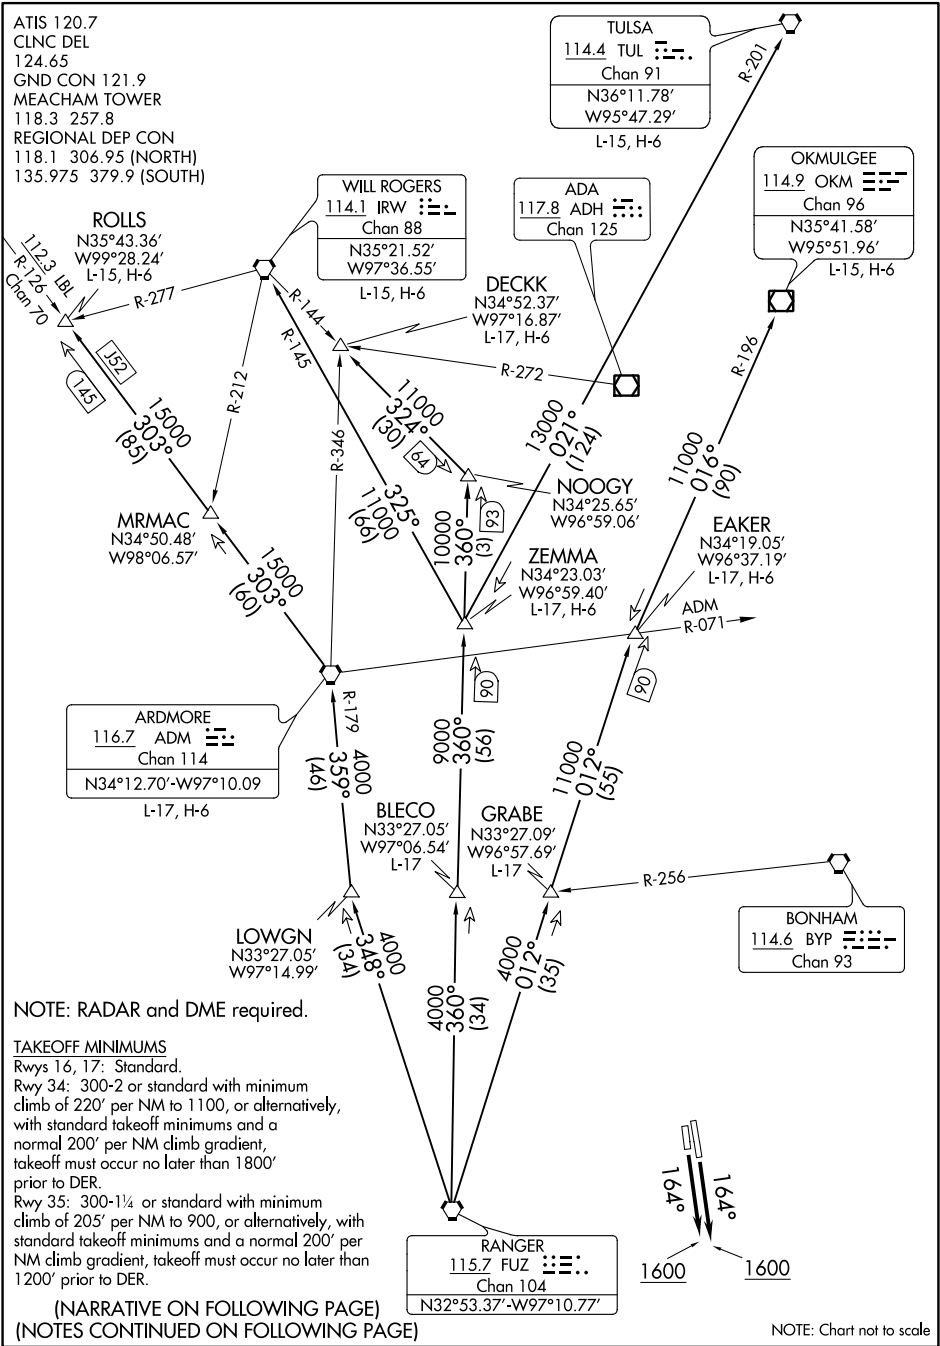 ATIS 120.7
CLNC DEL
124.65
GND CON 121.9
MEACHAM TOWER
118.3 257.8
REGIONAL DEP CON
118.1 306.95 (NORTH)
135.975 379.9 (SOUTH)
TULSA
114.4 TUL
Chan 91
N36°11.78'
W95°47.29'
L-15, H-6
R-201
OKMULGEE
114.9 OKM
Chan 96
N35°41.58'
W95°51.96'
L-15, H-6
WILL ROGERS
114.1 IRW
Chan 88
N35°21.52'
W97°36.55'
L-15, H-6
ADA
117.8 ADH
Chan 125
ROLLS
N35°43.36'
W99°28.24'
L-15, H-6
112.3 LBL
R-126
Chan 70
R-277
R-144
R-145
R-212
DECKK
N34°52.37'
W97°16.87'
L-17, H-6
R-272
R-196
J52
145
15000
303°
(85)
R-346
11000
324°
(30)
64
325°
11000
(66)
13000
021°
(124)
11000
016°
(90)
NOOGY
N34°25.65'
W96°59.06'
10000
360°
(3)
93
MRMAC
N34°50.48'
W98°06.57'
15000
303°
(60)
ZEMMA
N34°23.03'
W96°59.40'
L-17, H-6
EAKER
N34°19.05'
W96°37.19'
L-17, H-6
ADM
R-071
90
90
ARDMORE
116.7 ADM
Chan 114
N34°12.70'-W97°10.09
L-17, H-6
R-179
4000
359°
(46)
9000
360°
(56)
11000
012°
(55)
BLECO
N33°27.05'
W97°06.54'
L-17
GRABE
N33°27.09'
W96°57.69'
L-17
R-256
BONHAM
114.6 BYP
Chan 93
LOWGN
N33°27.05'
W97°14.99'
4000
348°
(34)
4000
360°
(34)
4000
012°
(35)
NOTE: RADAR and DME required.
TAKEOFF MINIMUMS
Rwys 16, 17: Standard.
Rwy 34: 300-2 or standard with minimum
climb of 220' per NM to 1100, or alternatively,
with standard takeoff minimums and a
normal 200' per NM climb gradient,
takeoff must occur no later than 1800'
prior to DER.
Rwy 35: 300-1¼ or standard with minimum
climb of 205' per NM to 900, or alternatively, with
standard takeoff minimums and a normal 200' per
NM climb gradient, takeoff must occur no later than
1200' prior to DER.
(NARRATIVE ON FOLLOWING PAGE)
(NOTES CONTINUED ON FOLLOWING PAGE)
RANGER
115.7 FUZ
Chan 104
N32°53.37'-W97°10.77'
164°
164°
1600
1600
NOTE: Chart not to scale